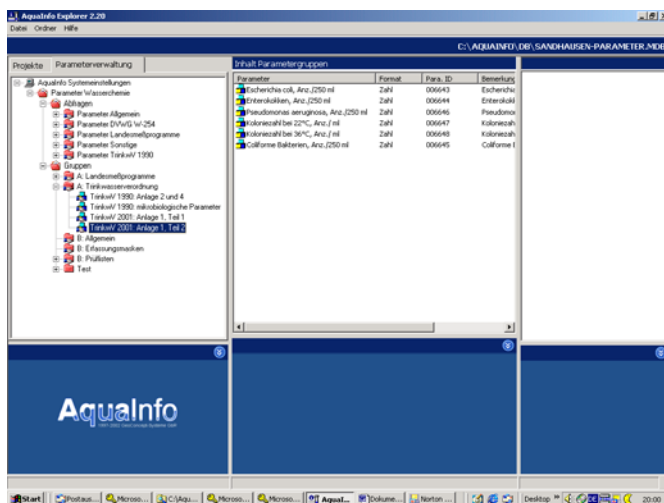 AquaInfo Explorer 2.20
Datei Ordner Hilfe
C:\AQUAINFO\DB\SANDHAUSEN-PARAMETER.MDB
Projekte Parameterverwaltung
AquaInfo Systemeinstellungen
Parameter Wasserchemie
Abfragen
Parameter Allgemein
Parameter DVWG W-254
Parameter Landesmeßprogramme
Parameter Sonstige
Parameter TrinkwV 1990
Gruppen
A: Landesmeßprogramme
A: Trinkwasserverordnung
TrinkwV 1990: Anlage 2 und 4
TrinkwV 1990: mikrobiologische Parameter
TrinkwV 2001: Anlage 1, Teil 1
TrinkwV 2001: Anlage 1, Teil 2
B: Allgemein
B: Erfassungsmasken
B: Prüflisten
Test
Inhalt Parametergruppen
Parameter Format Para. ID Bemerkung
Escherichia coli, Anz./250 ml Zahl 006643 Escherich
Enterokokken, Anz./250 ml Zahl 006644 Enterokokk
Pseudomonas aeruginosa, Anz./250 ml Zahl 006646 Pseudomon
Koloniezahl bei 22°C, Anz./ ml Zahl 006647 Koloniezah
Koloniezahl bei 36°C, Anz./ ml Zahl 006648 Koloniezah
Coliforme Bakterien, Anz./250 ml Zahl 006645 Coliforme
AquaInfo
Start Postaus... Microso... C:\Aqu... Microso... Microso... AquaI... Dokume... Norton ... Desktop 20:00